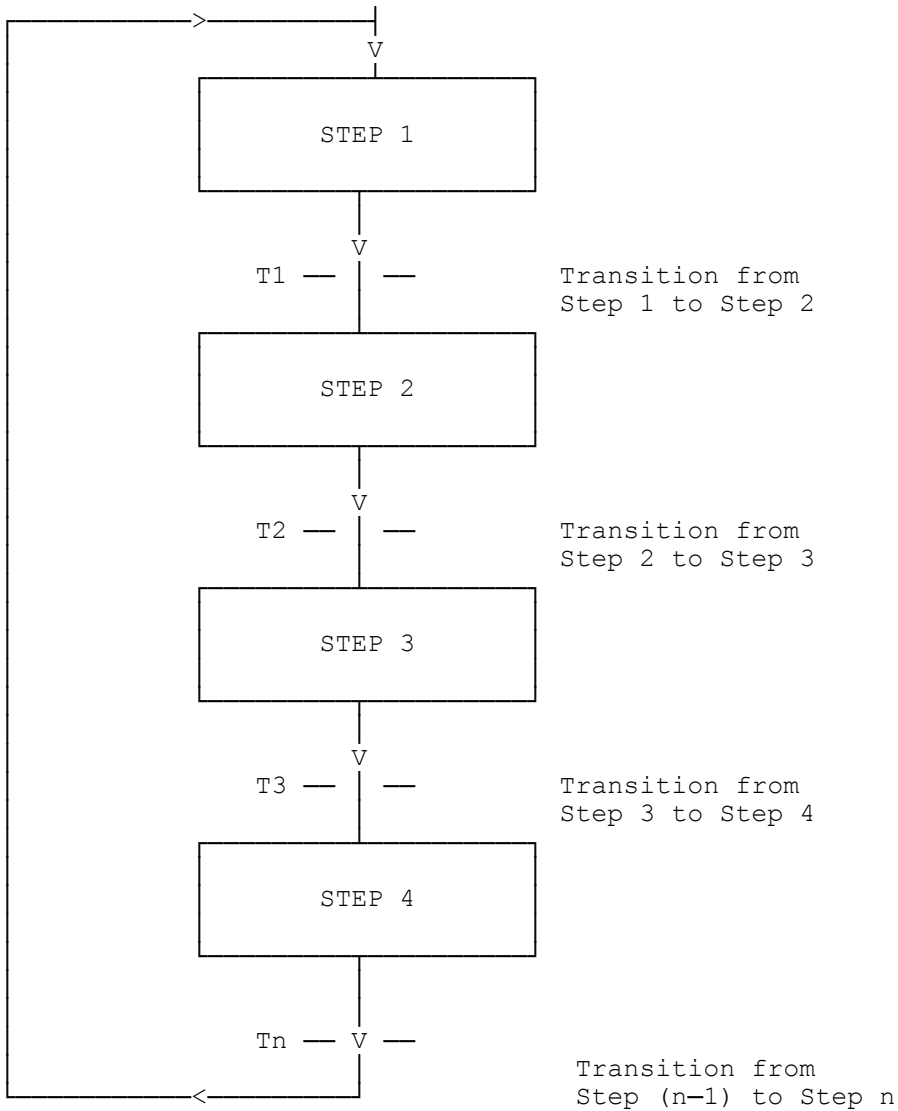 >
V
STEP 1
V
T1 —— ——
Transition from
Step 1 to Step 2
STEP 2
V
T2 —— ——
Transition from
Step 2 to Step 3
STEP 3
V
T3 —— ——
Transition from
Step 3 to Step 4
STEP 4
Tn —— V ——
Transition from
Step (n—1) to Step n
<